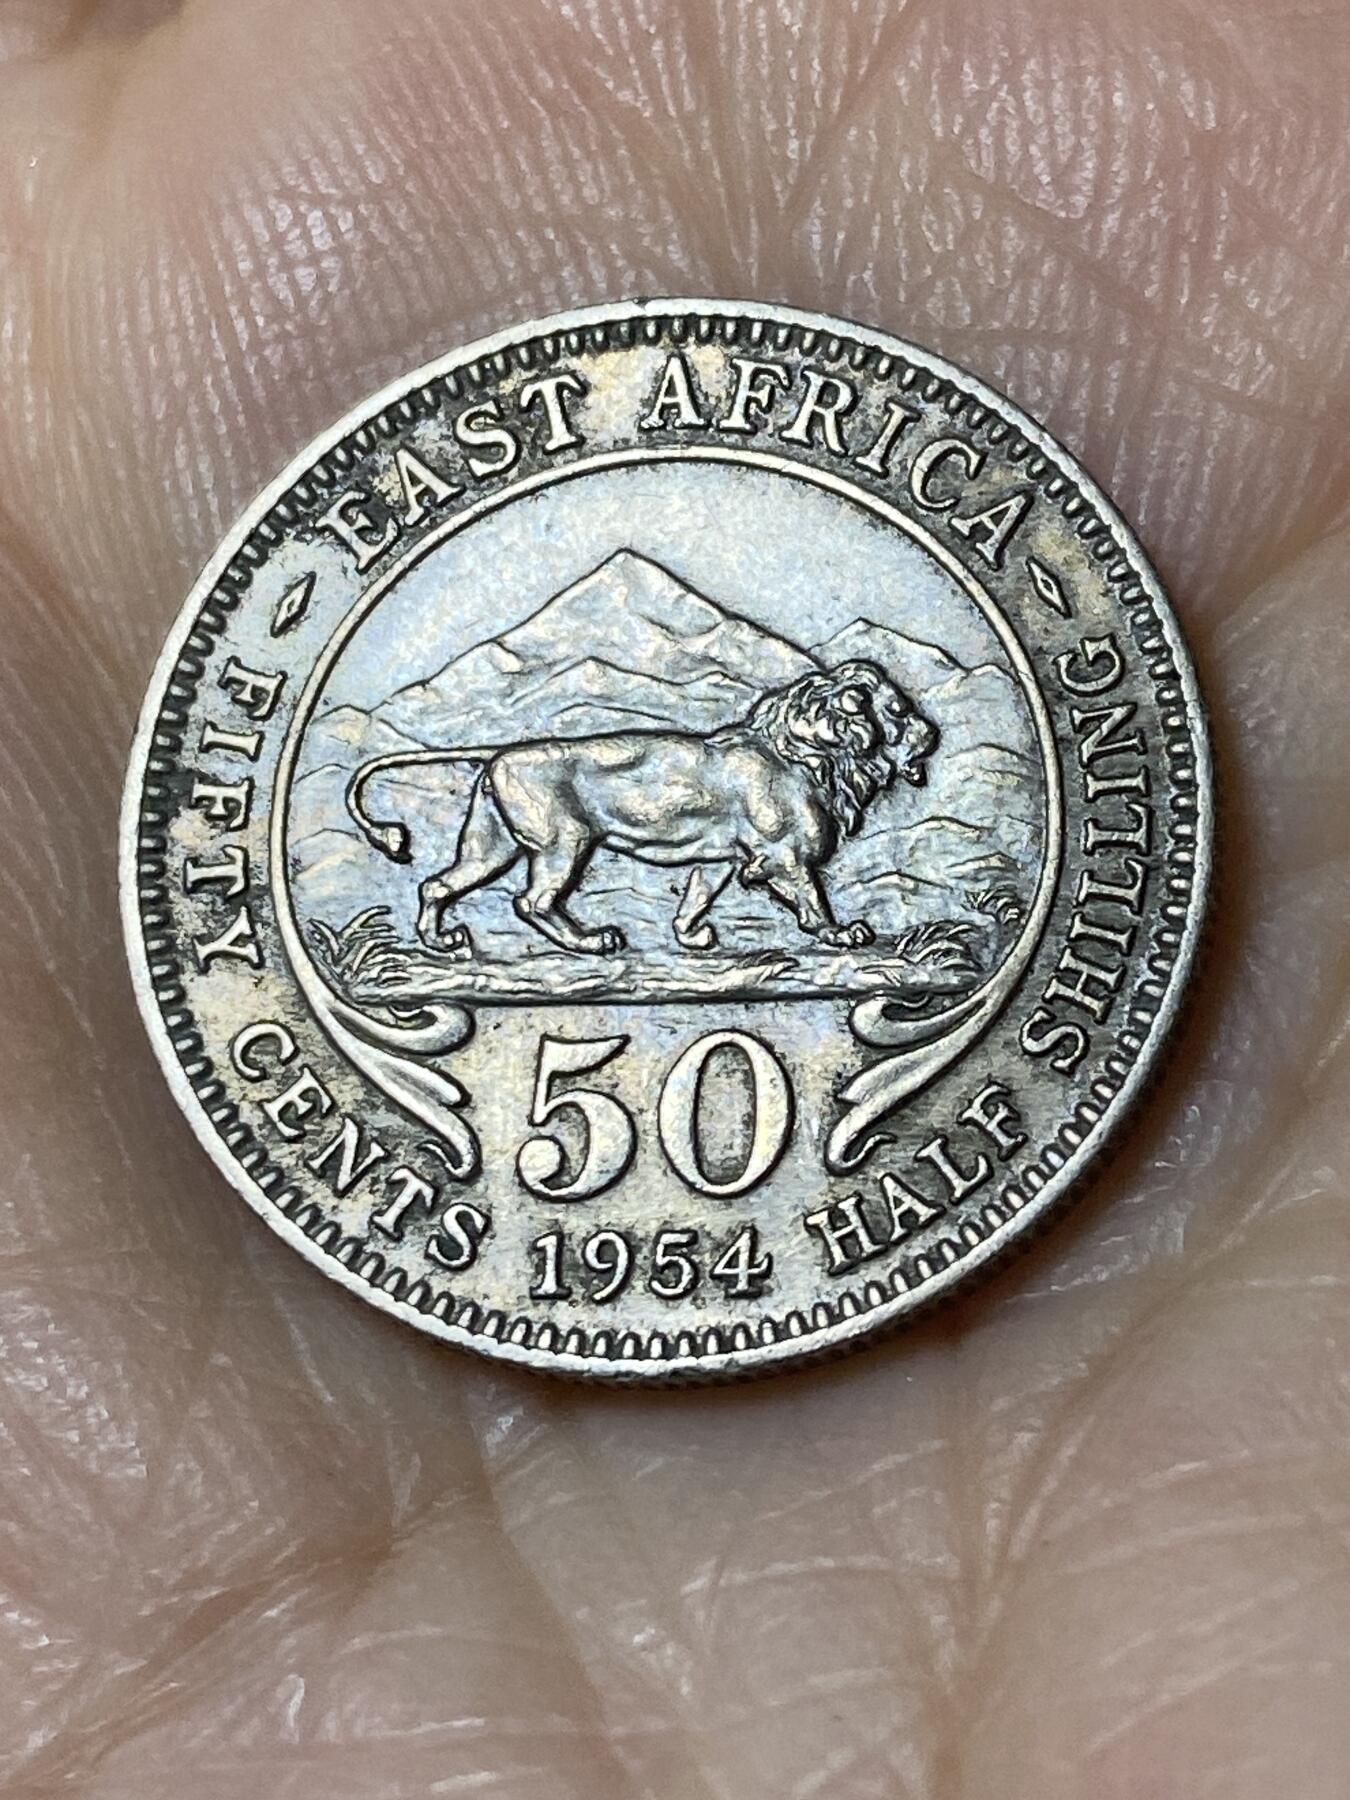 EAST AFRICA
FIFTY CENTS
HALF SHILLING
50
1954